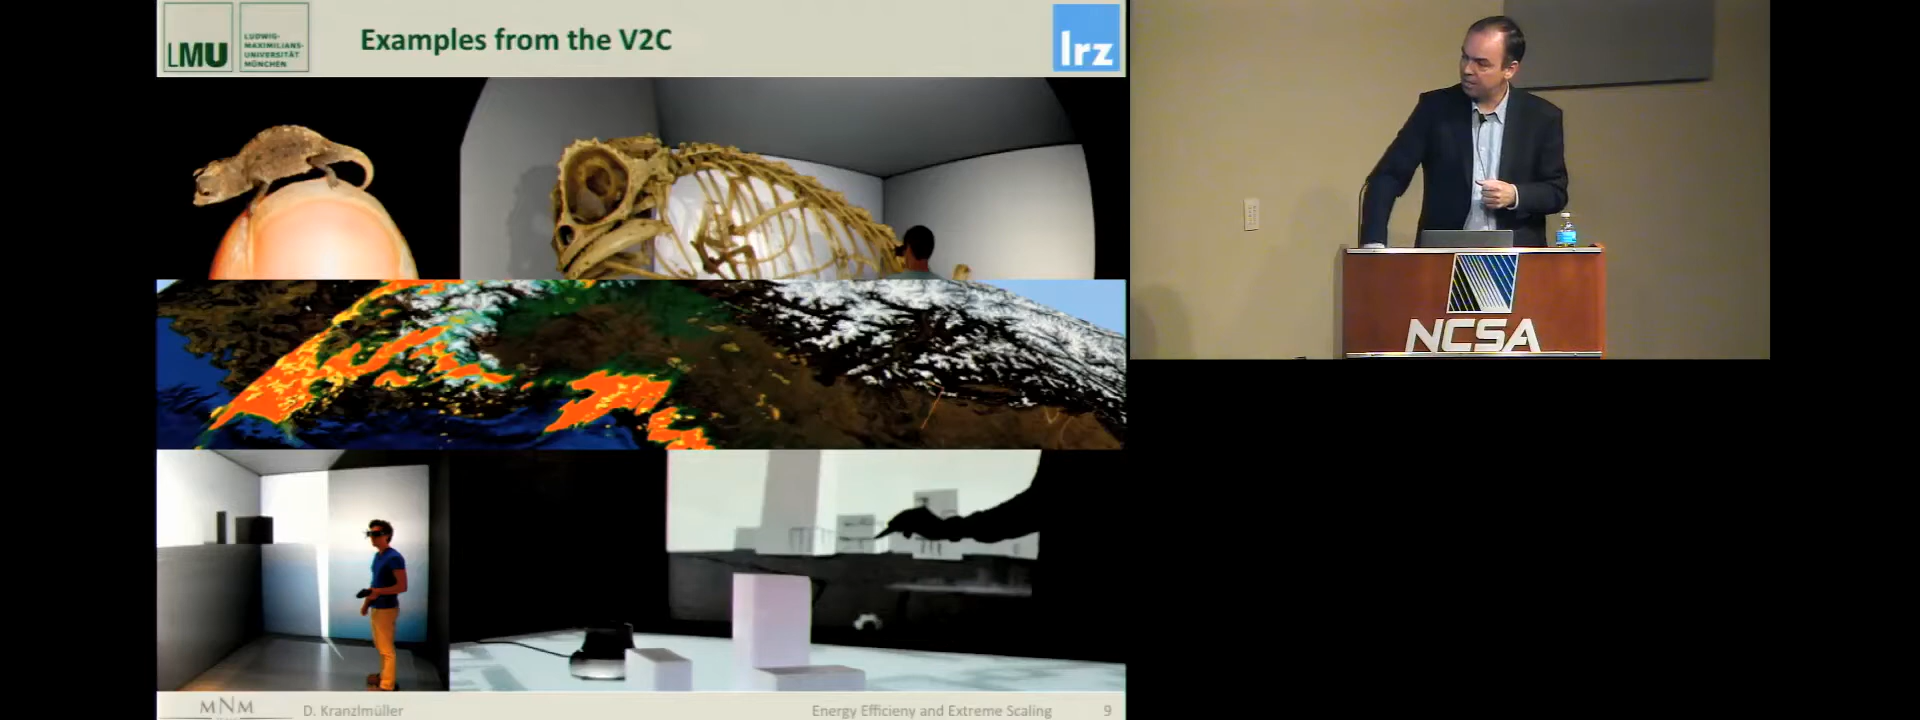 LMU
LUDWIG-
MAXIMILIANS-
UNIVERSITÄT
MÜNCHEN
Examples from the V2C
lrz
NCSA
MNM
D. Kranzlmüller
Energy Efficieny and Extreme Scaling
9